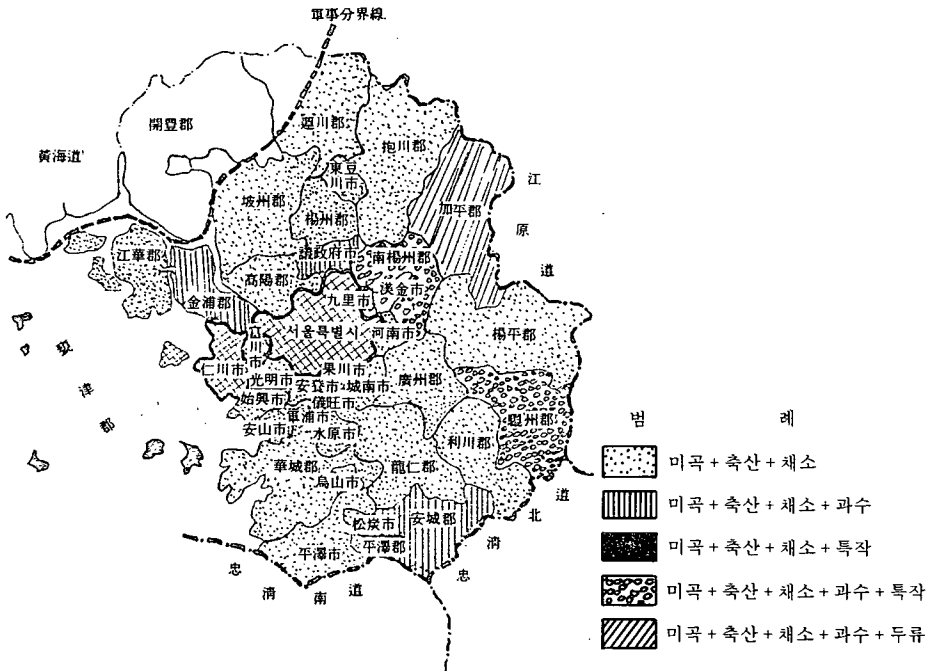 軍事分界線
開豊郡
漣川郡
抱川郡
黃海道
東豆
川市
江
原
道
坡州郡
楊州郡
加平郡
江華郡
議政府市
南楊州郡
金浦郡
高陽郡
渼金市
九里市
楊平郡
서울특별시
河南市
富
川
市
仁川市
果川市
光明市
安養市
城南市
廣州郡
始興市
儀旺市
軍浦市
安山市
水原市
驪州郡
利川郡
華城郡
龍仁郡
烏山市
松炭市
安城郡
平澤市
平澤郡
甕
津
郡
忠
淸
南
道
忠
淸
北
道
범 례
미곡 + 축산 + 채소
미곡 + 축산 + 채소 + 과수
미곡 + 축산 + 채소 + 특작
미곡 + 축산 + 채소 + 과수 + 특작
미곡 + 축산 + 채소 + 과수 + 두류